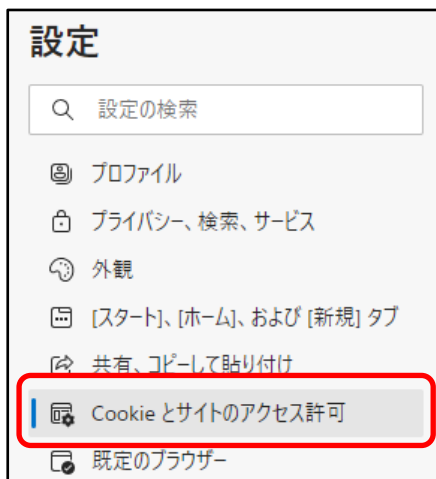 設定
設定の検索
プロファイル
プライバシー、検索、サービス
外観
[スタート]、[ホーム]、および [新規] タブ
共有、コピーして貼り付け
Cookie とサイトのアクセス許可
既定のブラウザー